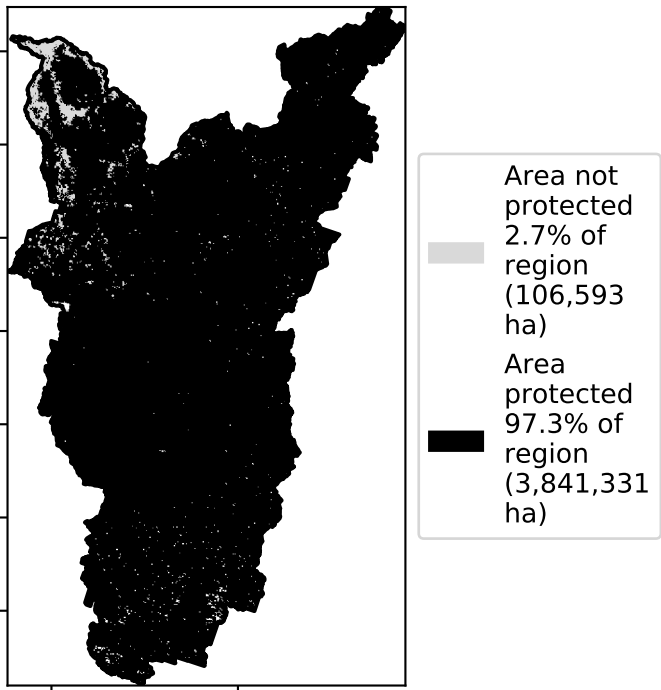 Area not
protected
2.7% of
region
(106,593
ha)
Area
protected
97.3% of
region
(3,841,331
ha)